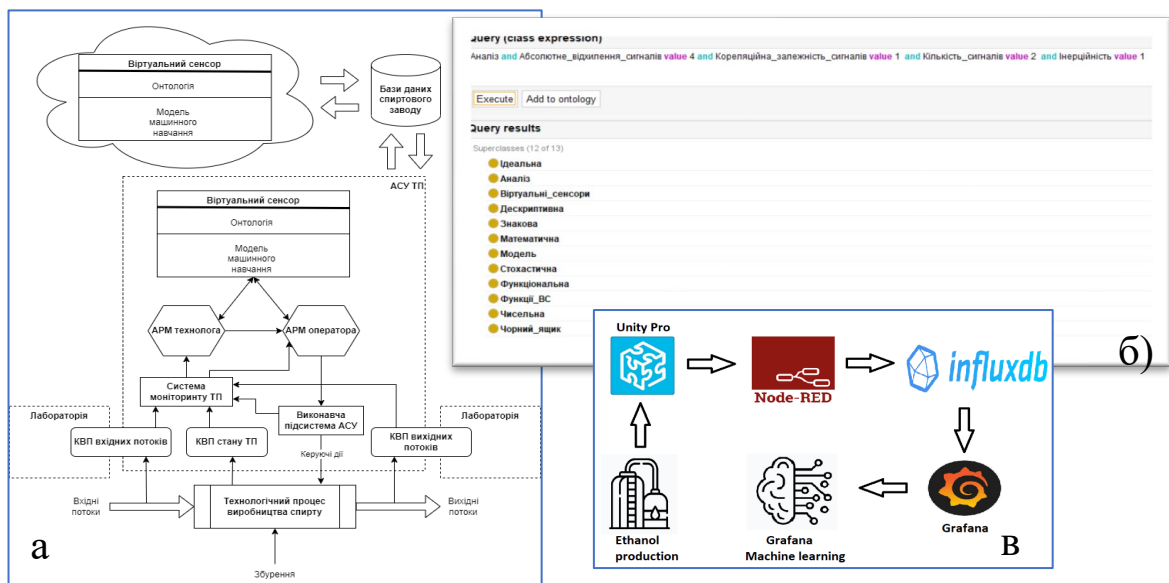 Віртуальний сенсор
Онтологія
Модель
машинного
навчання
Бази даних
спиртового
заводу
АСУ ТП
Віртуальний сенсор
Онтологія
Модель
машинного
навчання
АРМ технолога
АРМ оператора
Система
моніторингу ТП
Виконавча
підсистема АСУ
Лабораторія
Лабораторія
КВП вхідних потоків
КВП стану ТП
КВП вихідних
потоків
Керуючі дії
Вхідні
потоки
Технологічний процес
виробництва спирту
Вихідні
потоки
Збурення
а
Query (class expression)
Аналіз and Абсолютне_відхилення_сигналів value 4 and Кореляційна_залежність_сигналів value 1 and Кількість_сигналів value 2 and Інерційність value 1
Execute Add to ontology
Query results
Superclasses (12 of 13)
Ідеальна
Аналіз
Віртуальні_сенсори
Дескриптивна
Знакова
Математична
Модель
Стохастична
Функціональна
Функції_ВС
Чисельна
Чорний_ящик
б)
Unity Pro
Node-RED
influxdb
Ethanol
production
Grafana
Machine learning
Grafana
в